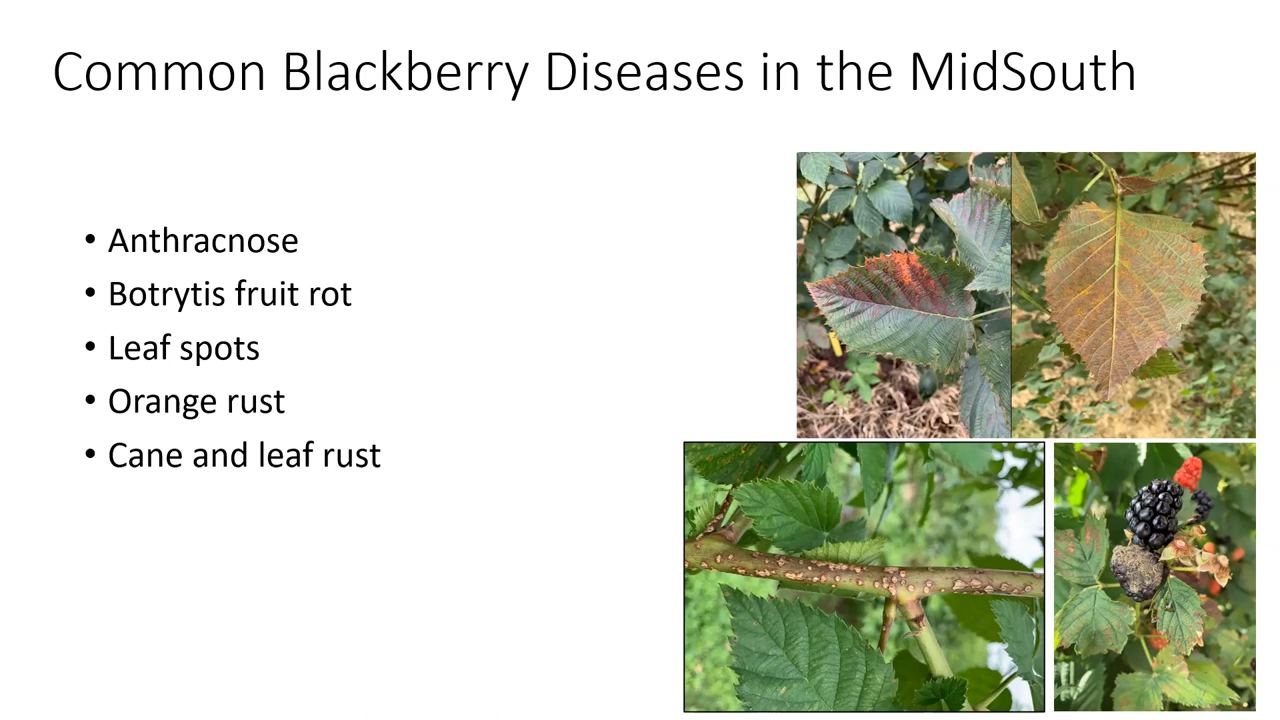 Common Blackberry Diseases in the MidSouth
• Anthracnose
• Botrytis fruit rot
• Leaf spots
• Orange rust
• Cane and leaf rust